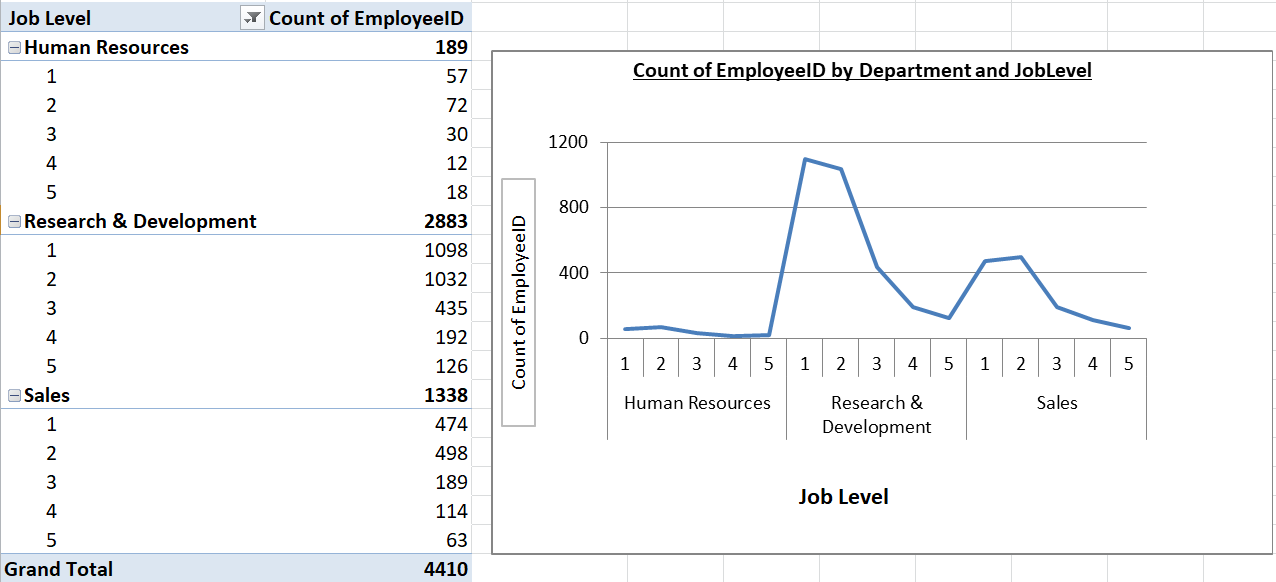 Job Level Count of EmployeeID
Human Resources 189
1 57
2 72
3 30
4 12
5 18
Research & Development 2883
1 1098
2 1032
3 435
4 192
5 126
Sales 1338
1 474
2 498
3 189
4 114
5 63
Grand Total 4410
Count of EmployeeID by Department and JobLevel
Count of EmployeeID
1200
800
400
0
1 2 3 4 5 1 2 3 4 5 1 2 3 4 5
Human Resources Research & Sales
Development
Job Level